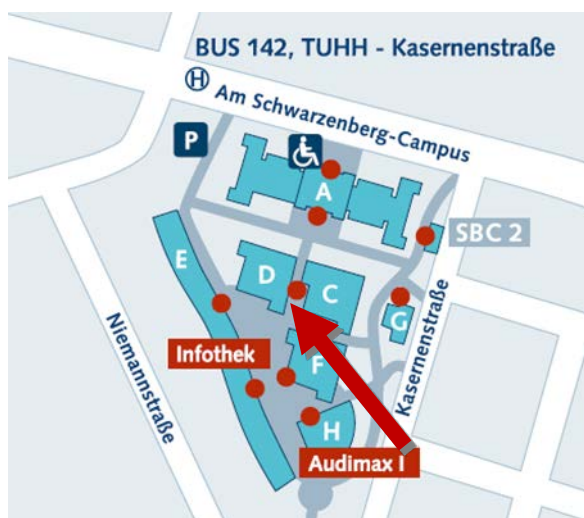 BUS 142, TUHH - Kasernenstraße
H
Am Schwarzenberg-Campus
P
A
SBC 2
E
D
C
G
Infothek
F
Niemannstraße
Kasernenstraße
H
Audimax I